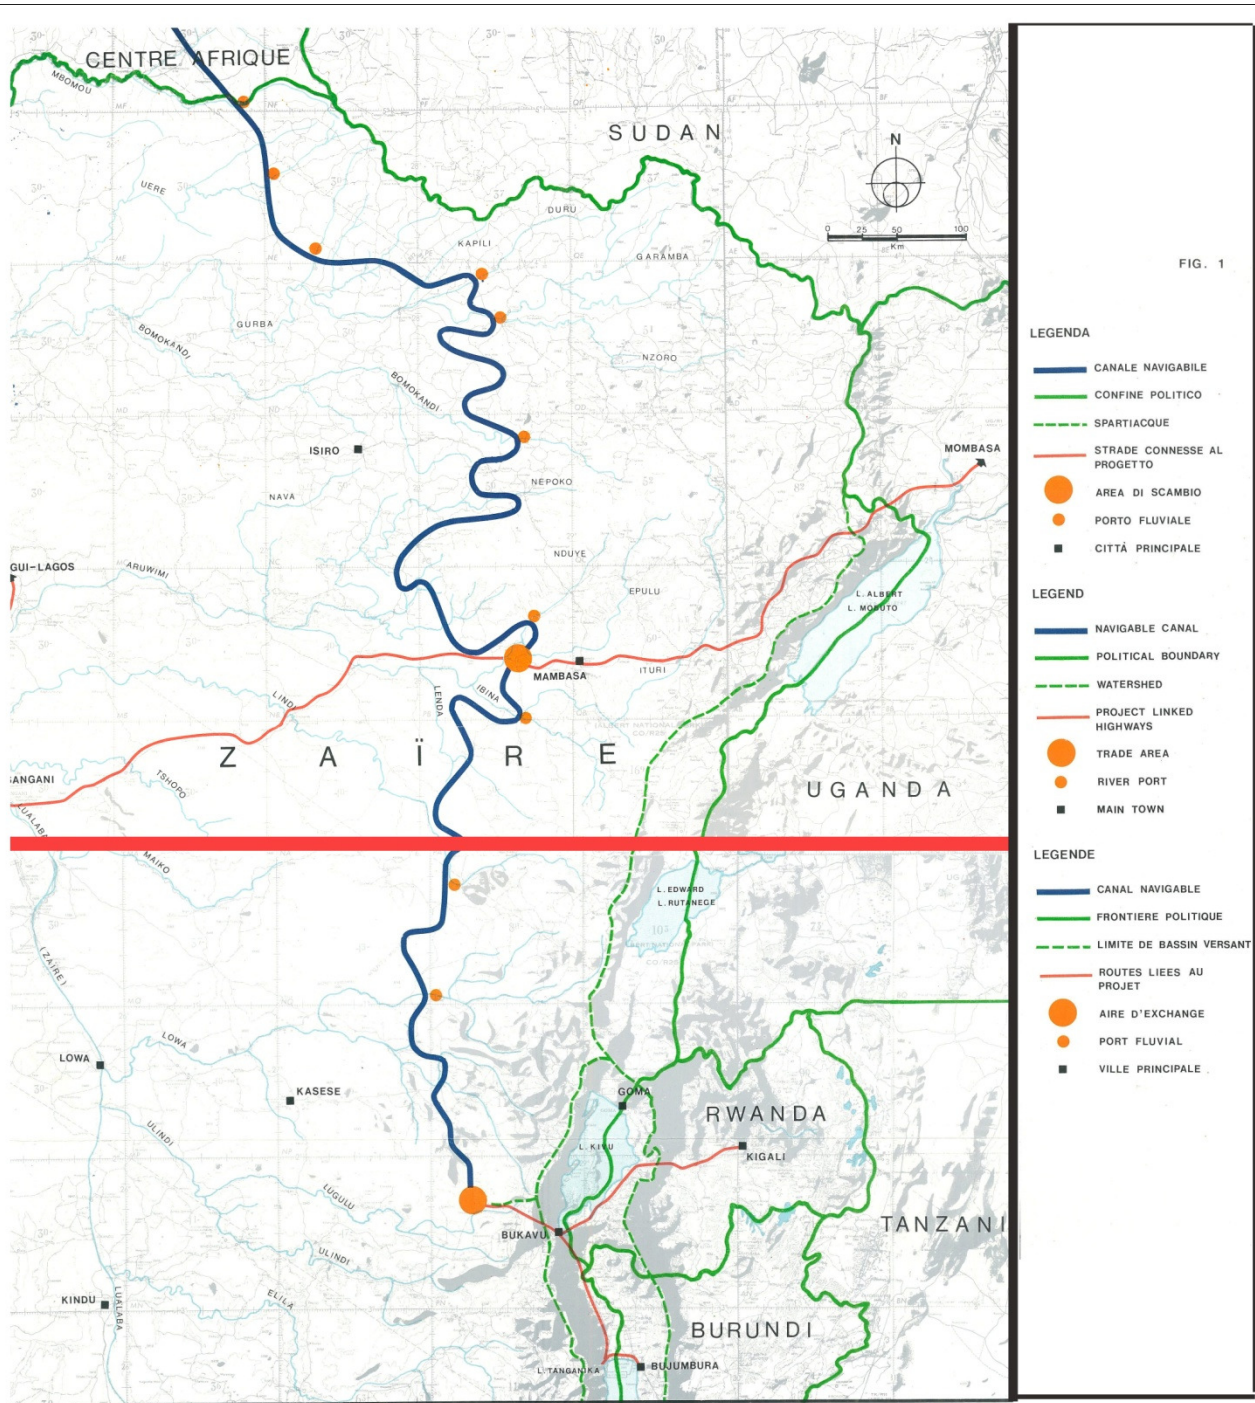 CENTRE AFRIQUE
MBOMOU
SUDAN
N
UERE
DURU
KAPILI
GARAMBA
0 25 50 100
Km
GURBA
BOMOKANDI
NZORO
BOMOKANDI
ISIRO
MOMBASA
NAVA
NEPOKO
NDUYE
GUI-LAGOS
ARUWIMI
EPULU
L. ALBERT
L. MOBUTO
MAMBASA
ITURI
IBINA
LENDA
LINDI
ZAÏRE
ANGANI
TSHOPO
UGANDA
LUALABA
MAIKO
L. EDWARD
L. RUTANEGE
(ZAIRE)
LOWA
LOWA
KASESE
GOMA
RWANDA
ULINDI
L. KIVU
KIGALI
LUGULU
BUKAVU
TANZANI
ULINDI
KINDU
LUALABA
ELILA
BURUNDI
L. TANGANIKA
BUJUMBURA
FIG. 1
LEGENDA
CANALE NAVIGABILE
CONFINE POLITICO
SPARTIACQUE
STRADE CONNESSE AL
PROGETTO
AREA DI SCAMBIO
PORTO FLUVIALE
CITTÁ PRINCIPALE
LEGEND
NAVIGABLE CANAL
POLITICAL BOUNDARY
WATERSHED
PROJECT LINKED
HIGHWAYS
TRADE AREA
RIVER PORT
MAIN TOWN
LEGENDE
CANAL NAVIGABLE
FRONTIERE POLITIQUE
LIMITE DE BASSIN VERSANT
ROUTES LIEES AU
PROJET
AIRE D'EXCHANGE
PORT FLUVIAL
VILLE PRINCIPALE